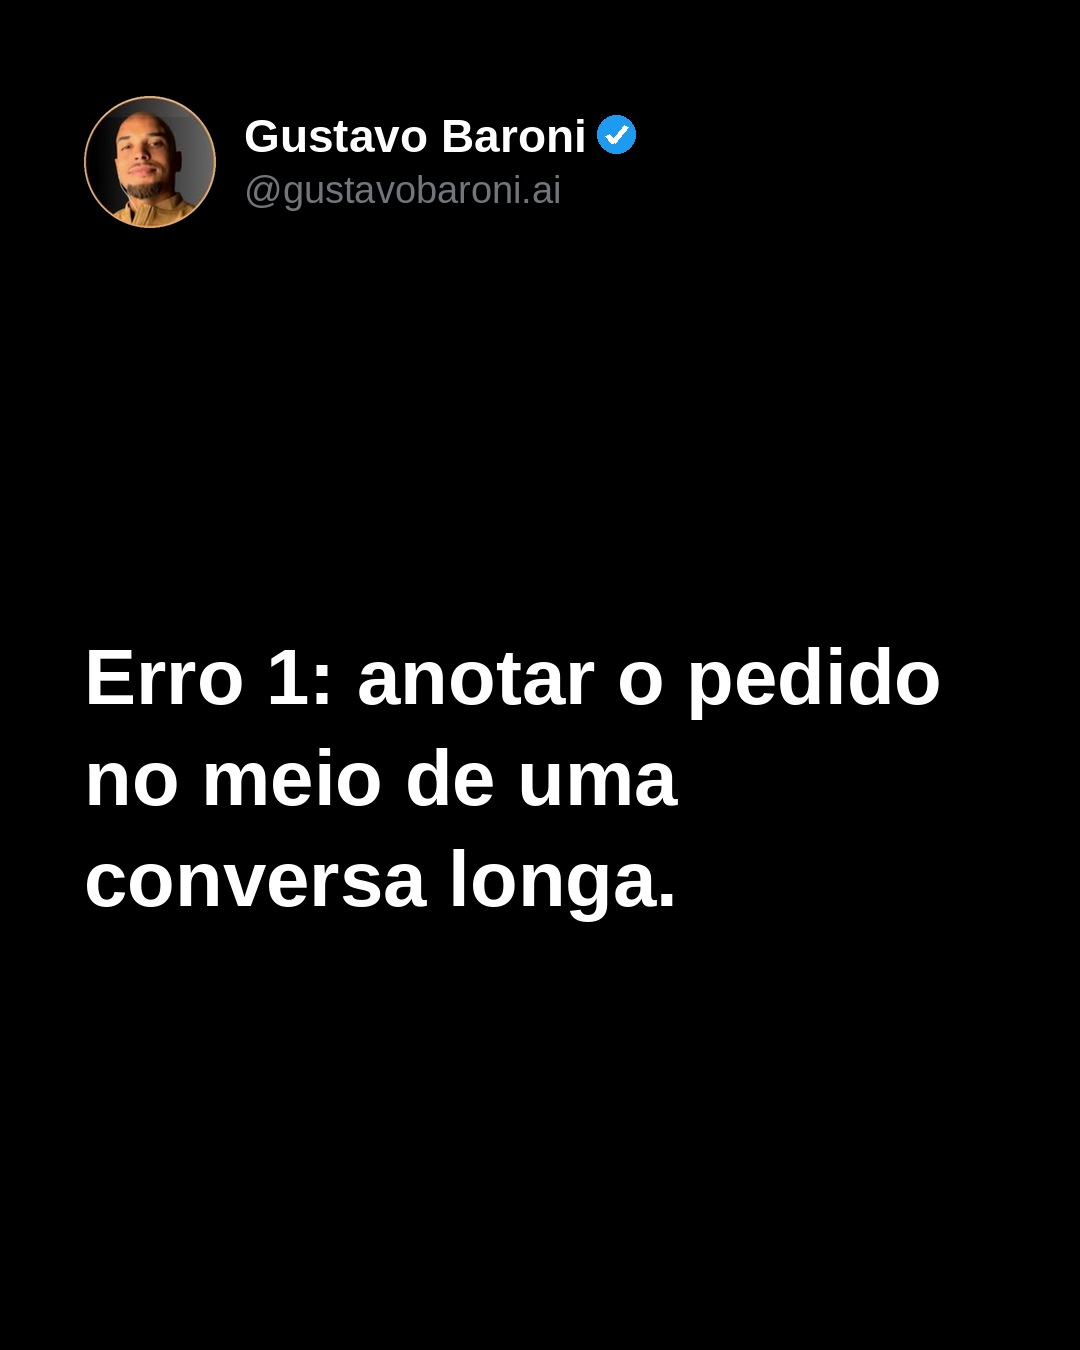 Gustavo Baroni
@gustavobaroni.ai
Erro 1: anotar o pedido
no meio de uma
conversa longa.